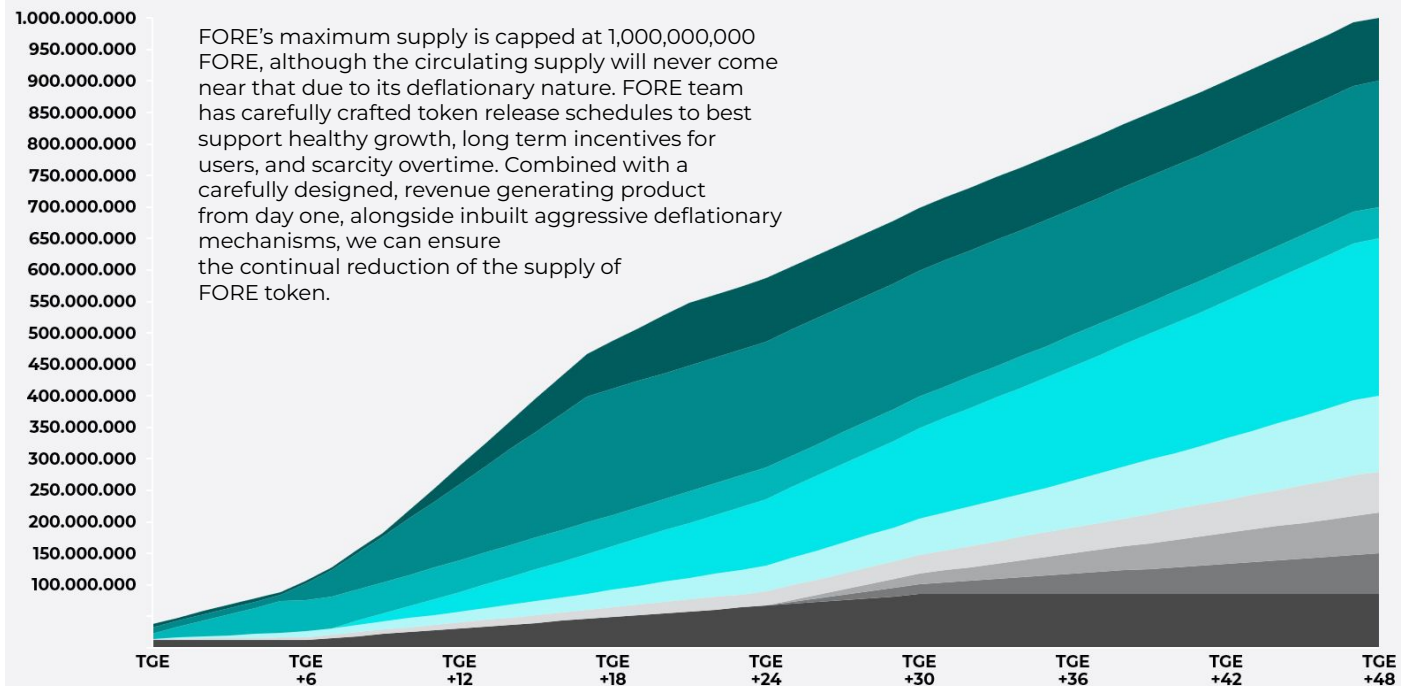 1.000.000.000
950.000.000
900.000.000
850.000.000
800.000.000
750.000.000
700.000.000
650.000.000
600.000.000
550.000.000
500.000.000
450.000.000
400.000.000
350.000.000
300.000.000
250.000.000
200.000.000
150.000.000
100.000.000
FORE's maximum supply is capped at 1,000,000,000
FORE, although the circulating supply will never come
near that due to its deflationary nature. FORE team
has carefully crafted token release schedules to best
support healthy growth, long term incentives for
users, and scarcity overtime. Combined with a
carefully designed, revenue generating product
from day one, alongside inbuilt aggressive deflationary
mechanisms, we can ensure
the continual reduction of the supply of
FORE token.
TGE
TGE
+6
TGE
+12
TGE
+18
TGE
+24
TGE
+30
TGE
+36
TGE
+42
TGE
+48